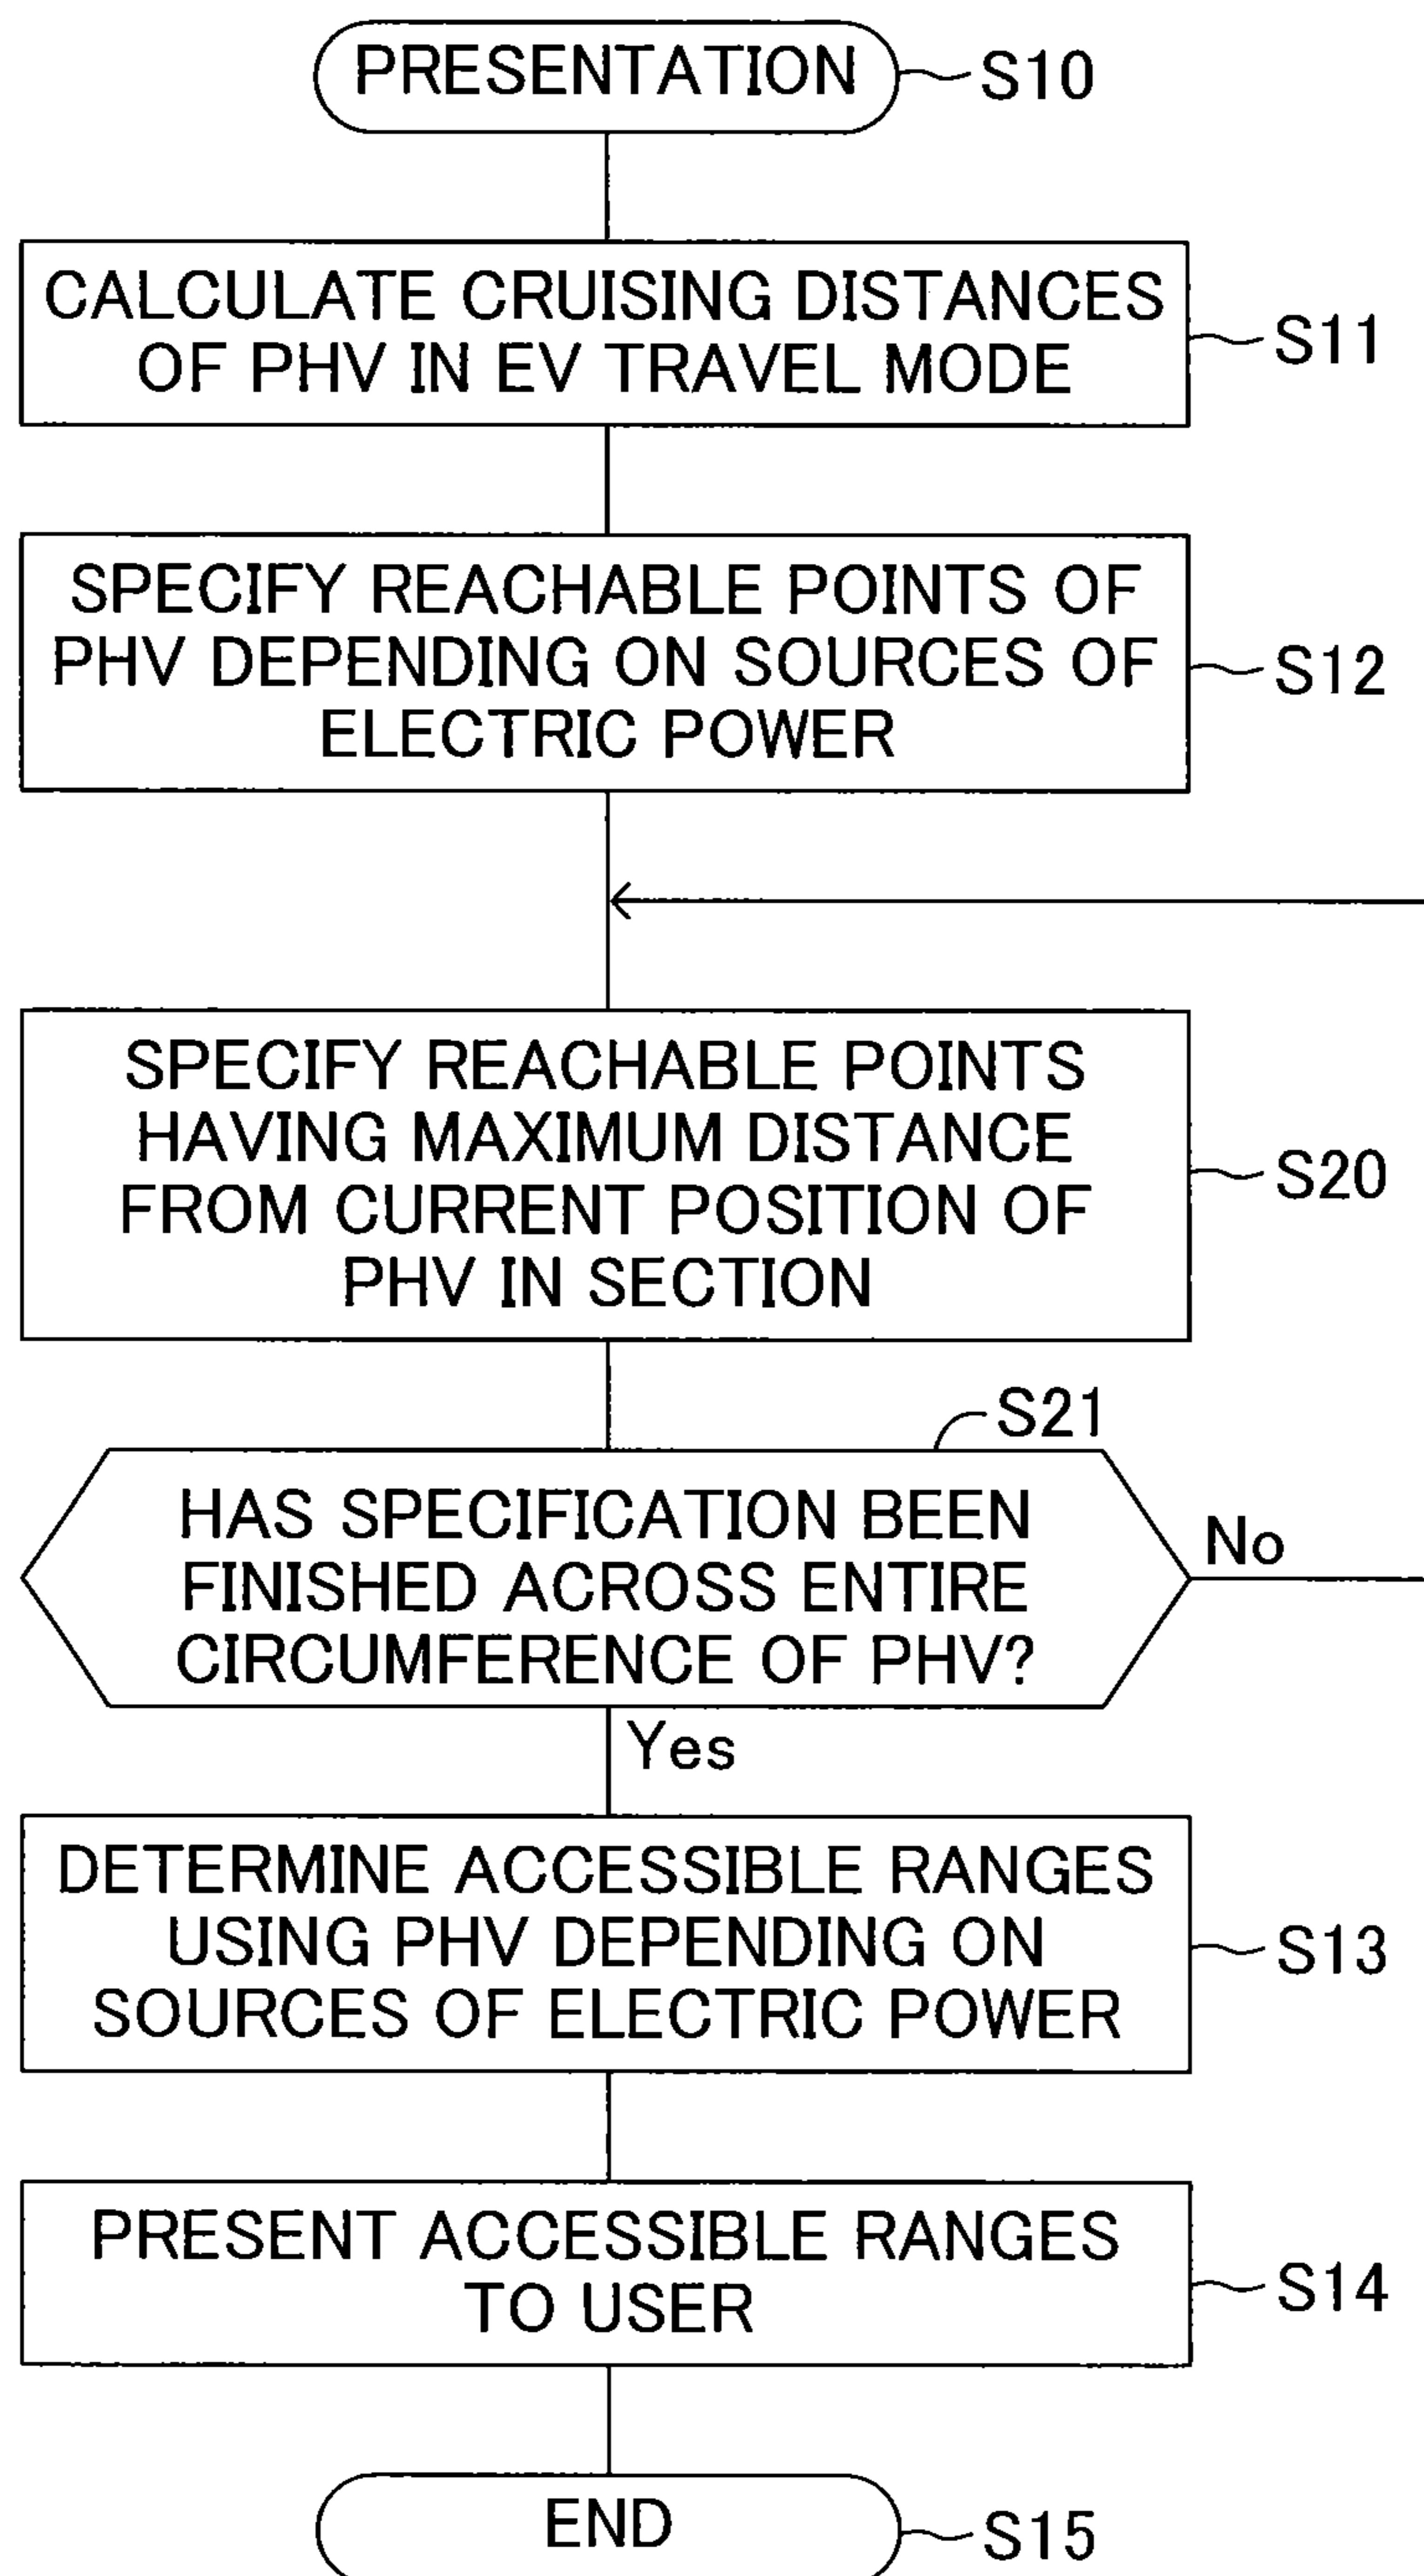 PRESENTATION
S10
CALCULATE CRUISING DISTANCES
OF PHV IN EV TRAVEL MODE
S11
SPECIFY REACHABLE POINTS OF
PHV DEPENDING ON SOURCES OF
ELECTRIC POWER
S12
SPECIFY REACHABLE POINTS
HAVING MAXIMUM DISTANCE
FROM CURRENT POSITION OF
PHV IN SECTION
S20
S21
HAS SPECIFICATION BEEN
FINISHED ACROSS ENTIRE
CIRCUMFERENCE OF PHV?
No
Yes
DETERMINE ACCESSIBLE RANGES
USING PHV DEPENDING ON
SOURCES OF ELECTRIC POWER
S13
PRESENT ACCESSIBLE RANGES
TO USER
S14
END
S15